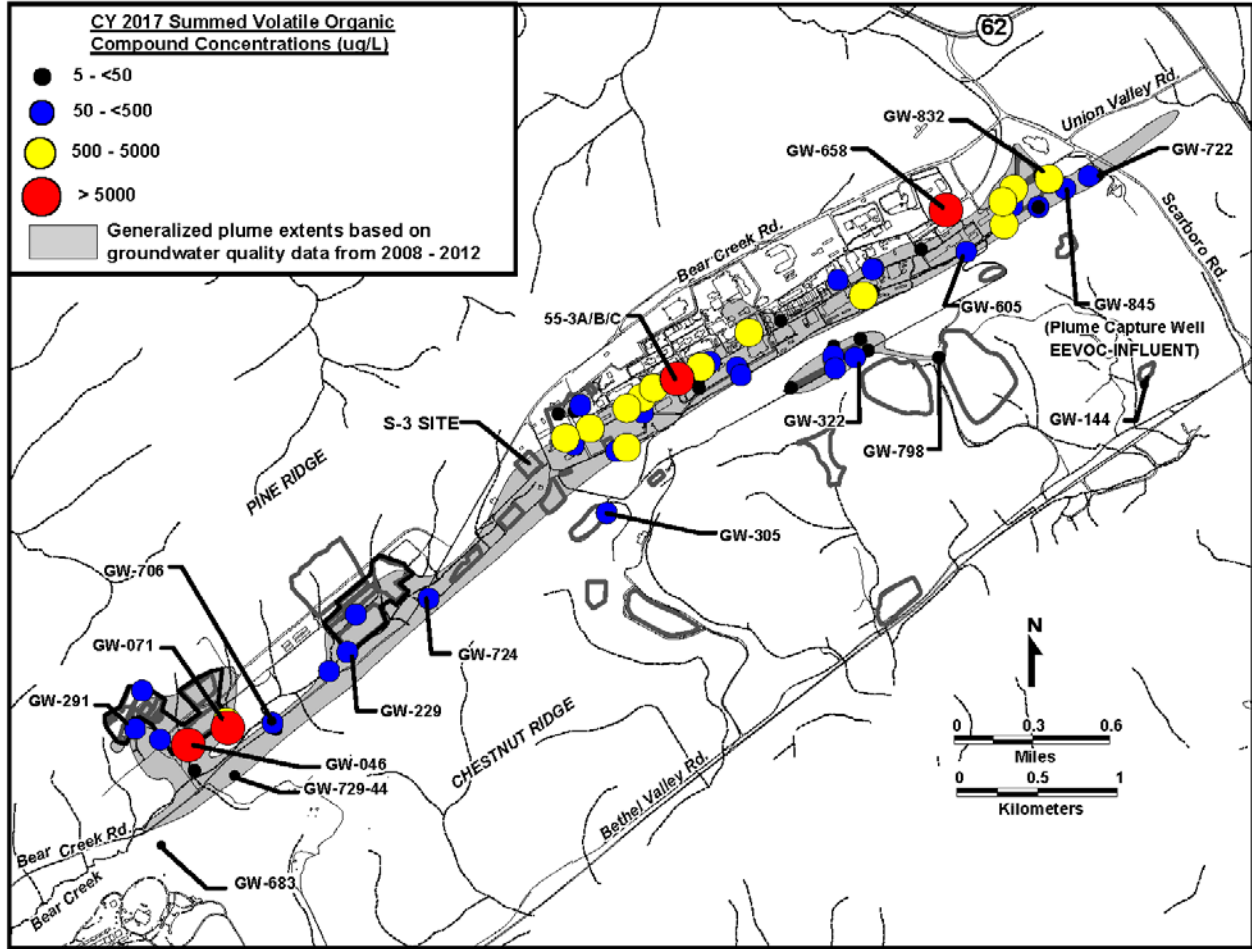 CY 2017 Summed Volatile Organic
Compound Concentrations (ug/L)
5 - <50
50 - <500
500 - 5000
> 5000
Generalized plume extents based on
groundwater quality data from 2008 - 2012
62
Union Valley Rd.
GW-832
GW-658
GW-722
Scarboro Rd.
Bear Creek Rd.
55-3A/B/C
GW-605
GW-845
(Plume Capture Well
EEVOC-INFLUENT)
S-3 SITE
GW-322
GW-798
GW-144
PINE RIDGE
GW-305
GW-706
GW-071
GW-724
GW-291
GW-229
CHESTNUT RIDGE
N
0 0.3 0.6
Miles
0 0.5 1
Kilometers
GW-046
GW-729-44
Bethel Valley Rd.
Bear Creek Rd.
Bear Creek
GW-683